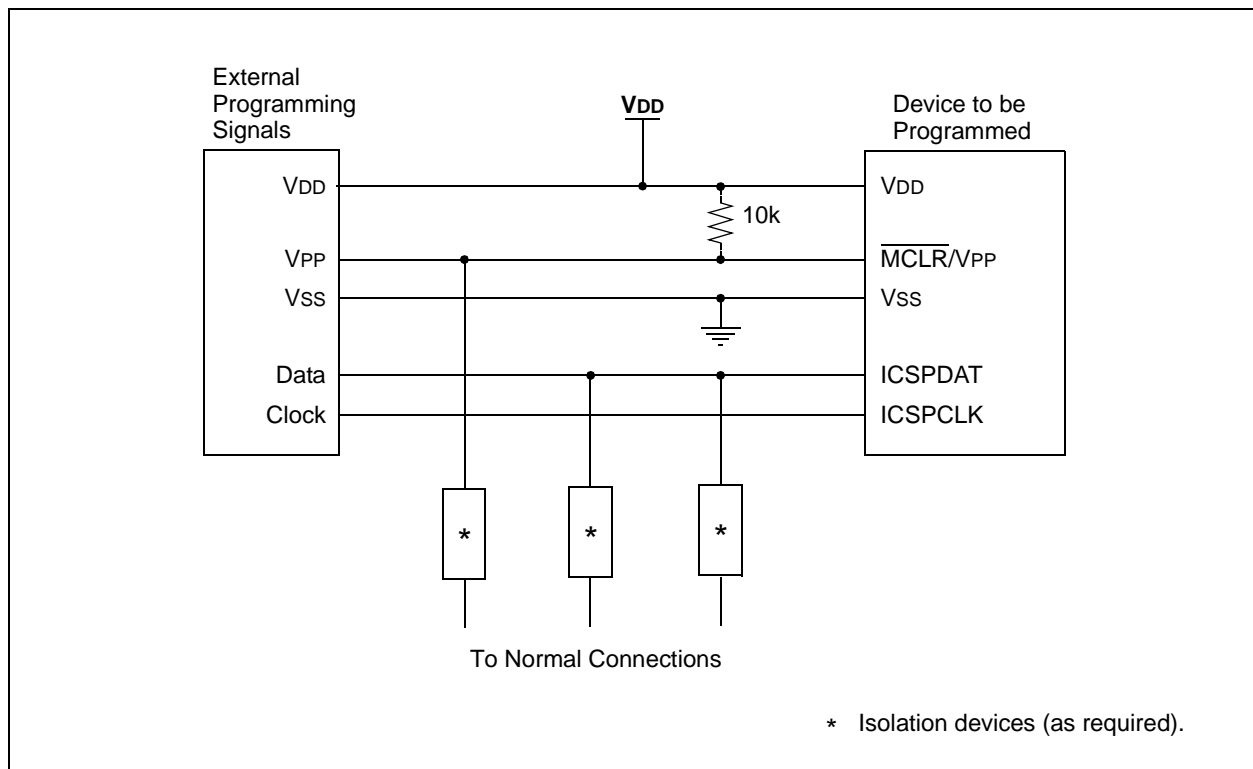 External
Programming
Signals
VDD
Device to be
Programmed
VDD
VDD
10k
VPP
MCLR/VPP
VSS
VSS
Data
ICSPDAT
Clock
ICSPCLK
*
*
*
To Normal Connections
* Isolation devices (as required).